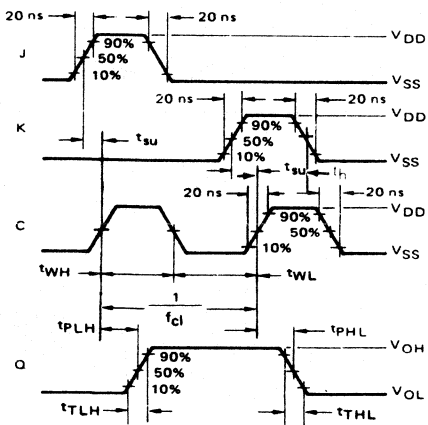 20 ns
20 ns
J
90%
50%
10%
VDD
VSS
tsu
20 ns
20 ns
K
90%
50%
10%
VDD
VSS
tsu
th
20 ns
20 ns
C
90%
50%
10%
VDD
VSS
tWH
tWL
1
fcl
tPLH
tPHL
Q
90%
50%
10%
VOH
VOL
tTLH
tTHL